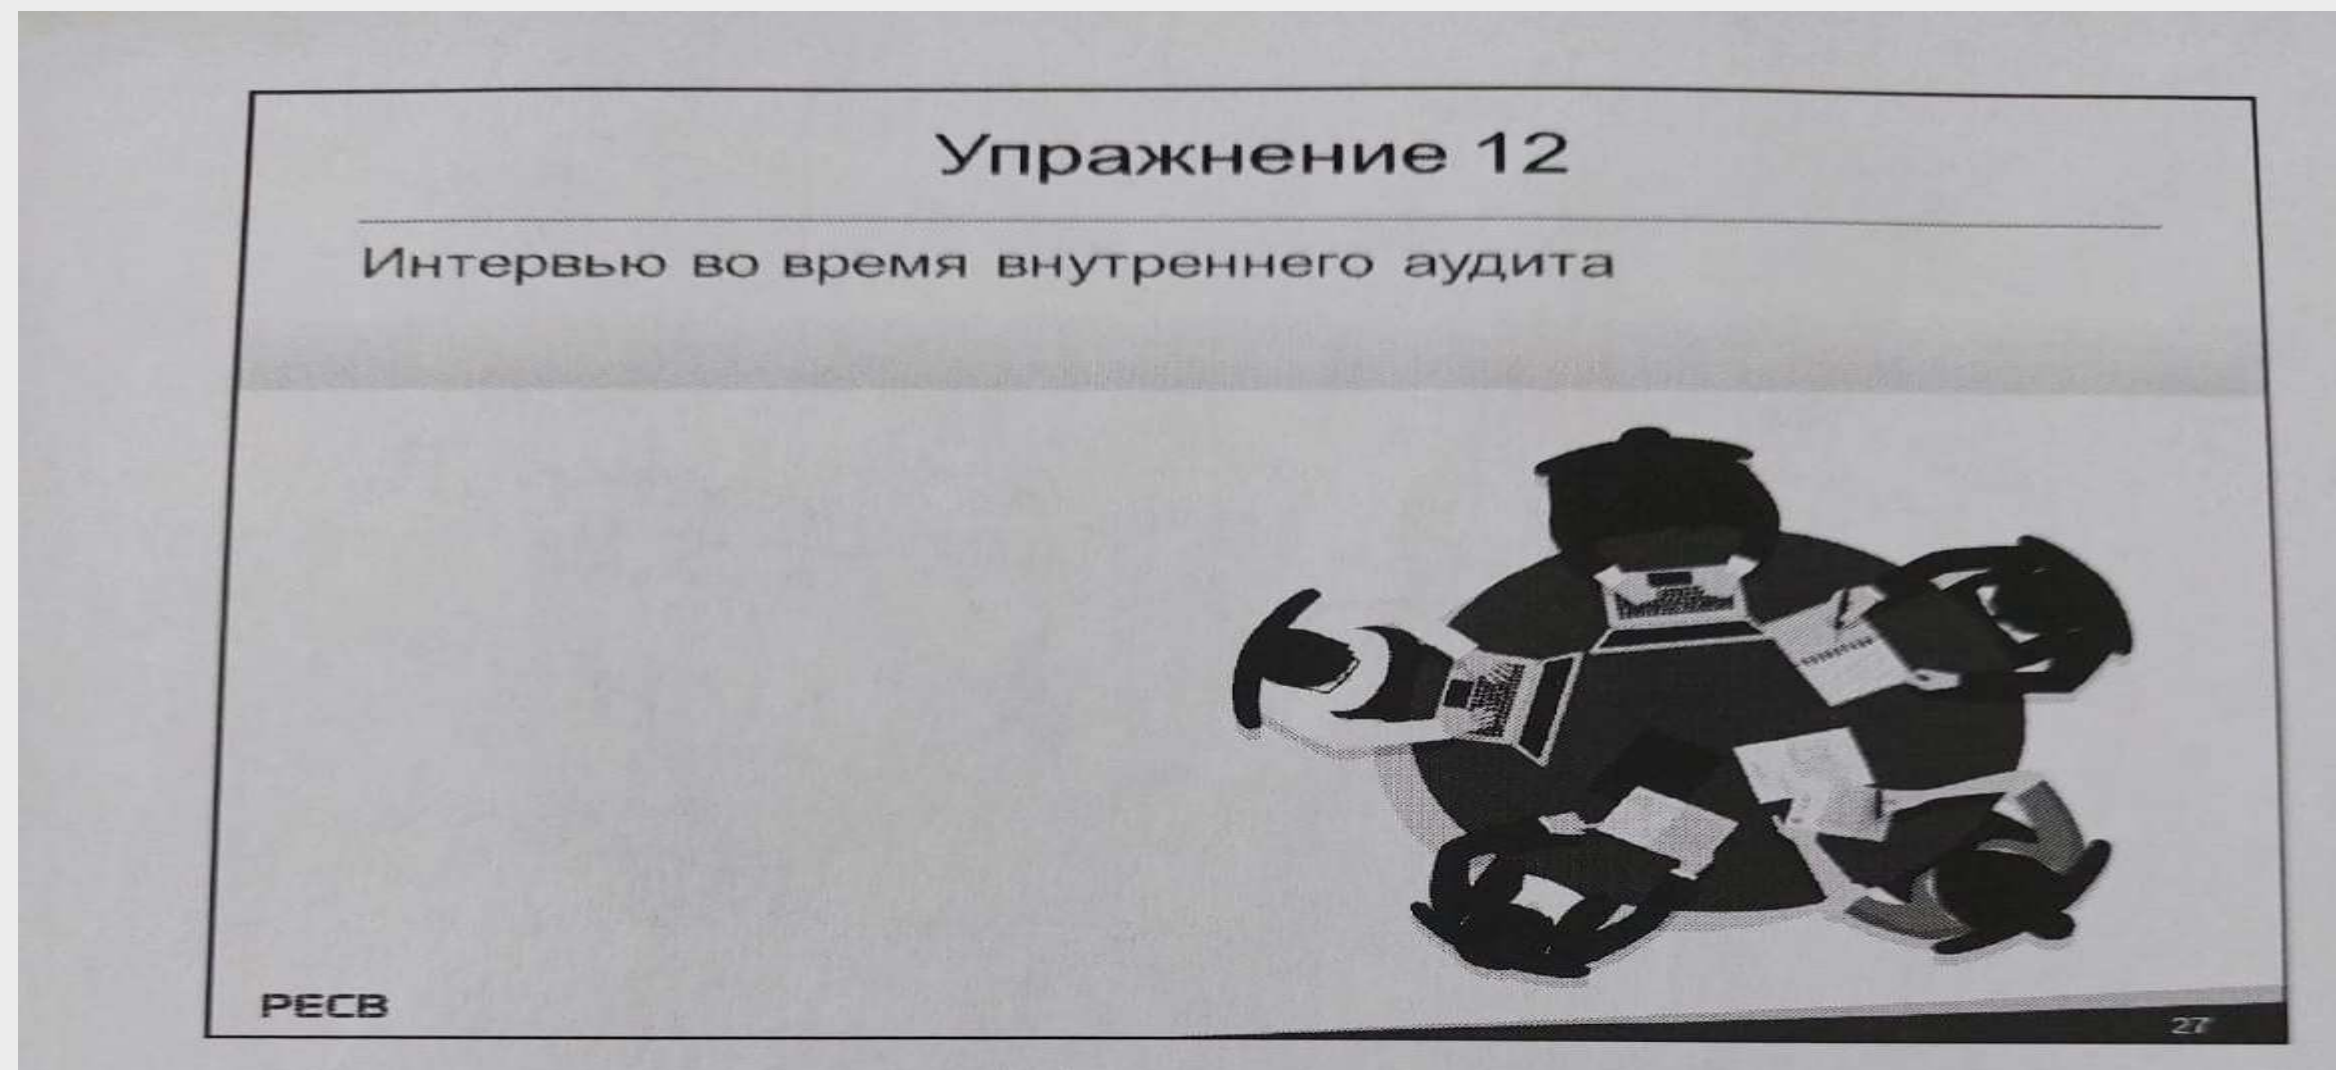 Упражнение 12
Интервью во время внутреннего аудита
PECB
27